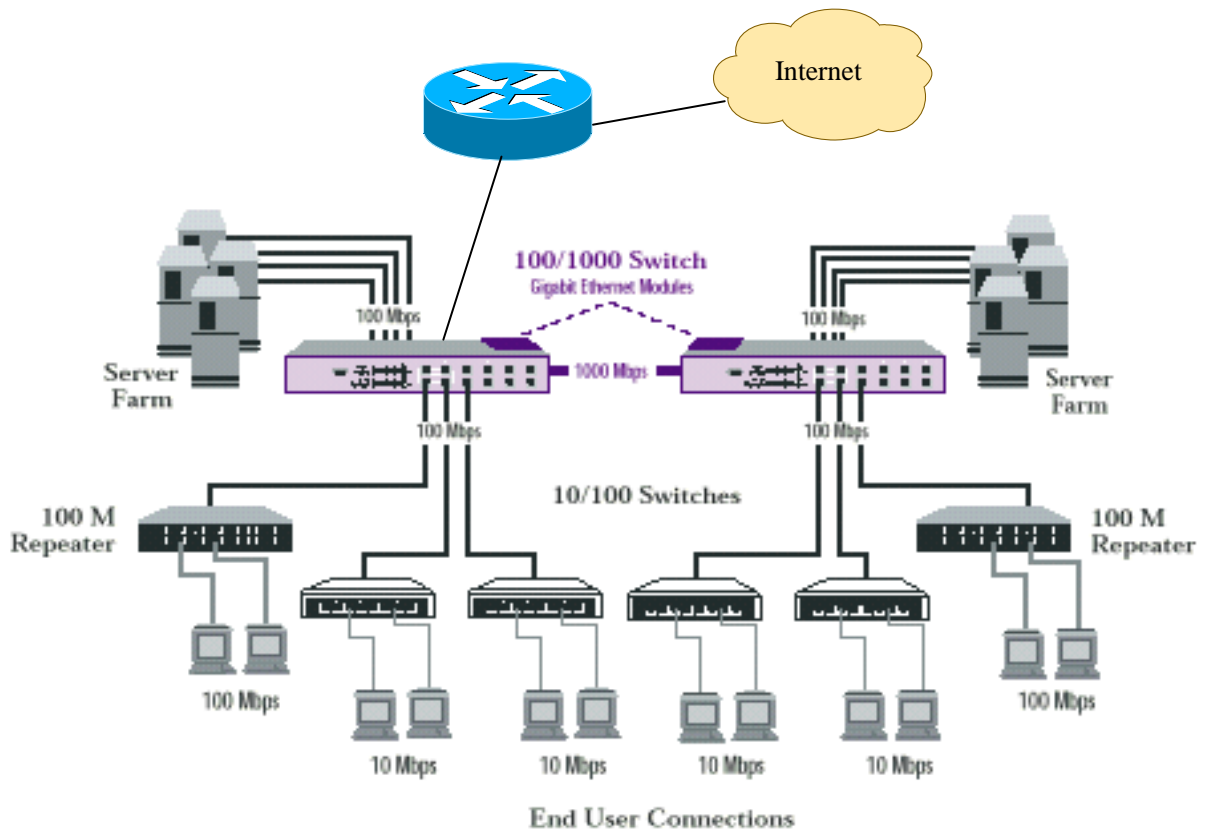 Internet
100/1000 Switch
Gigabit Ethernet Modules
100 Mbps
100 Mbps
Server
Farm
1000 Mbps
Server
Farm
100 Mbps
100 Mbps
10/100 Switches
100 M
Repeater
100 M
Repeater
100 Mbps
100 Mbps
10 Mbps
10 Mbps
10 Mbps
10 Mbps
End User Connections